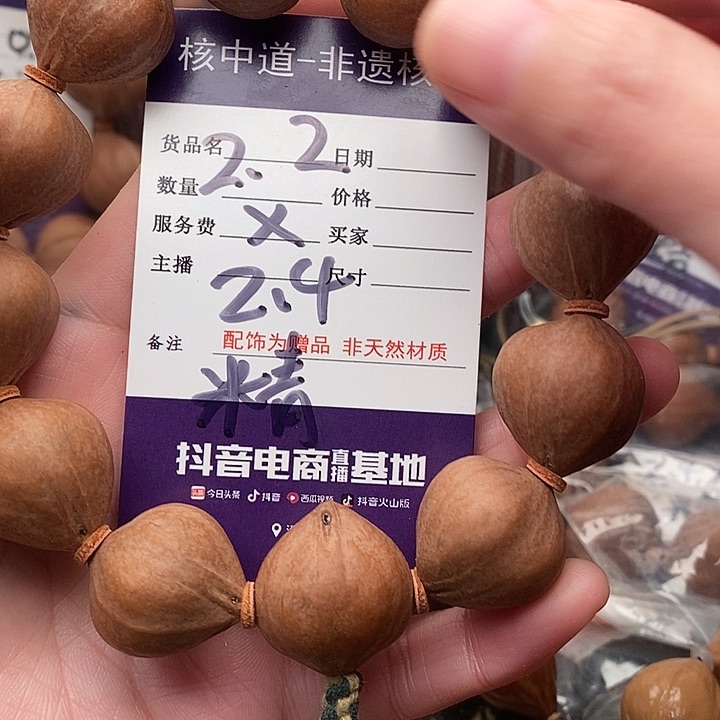 核中道-非遗核
货品名 2.2 日期
数量 价格
服务费 x 买家
主播 2.4 尺寸
备注 配饰为赠品 非天然材质
精
抖音电商直播基地
今日头条 抖音 西瓜视频 抖音火山版